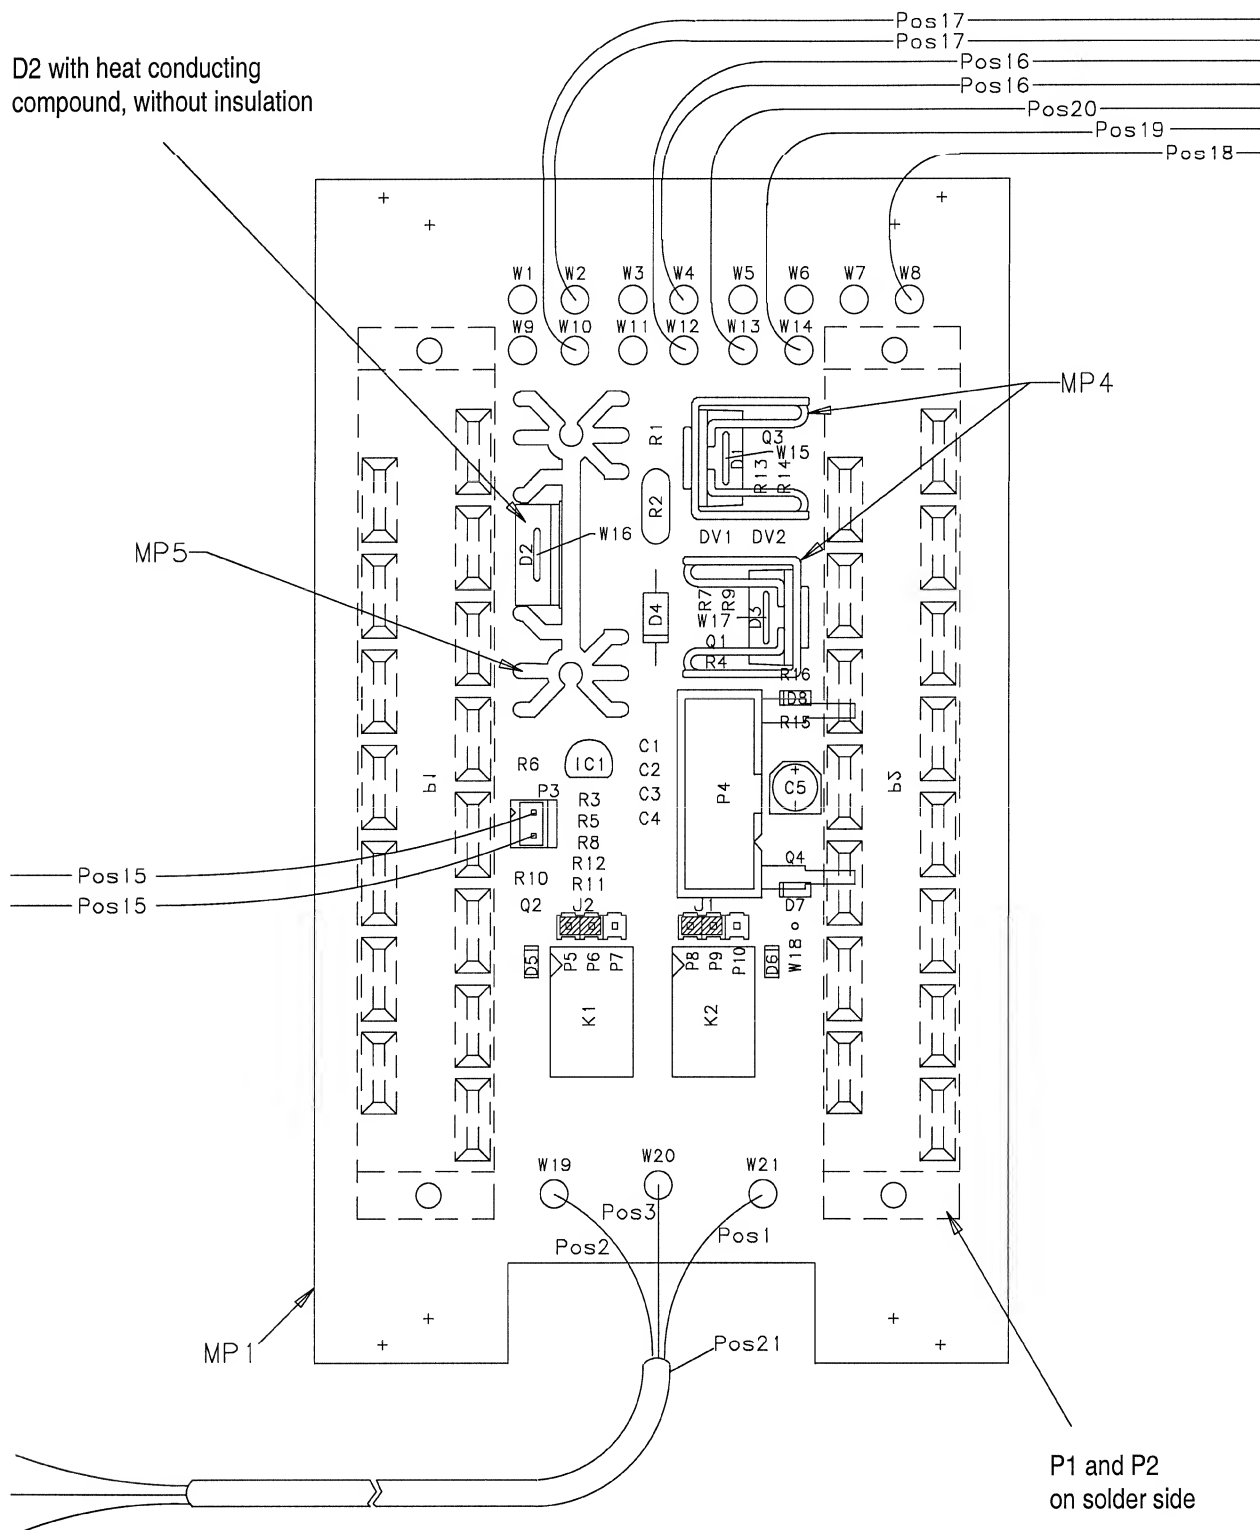 Pos17
Pos17
Pos16
Pos16
Pos20
Pos19
Pos18
D2 with heat conducting
compound, without insulation
W1 W2 W3 W4 W5 W6 W7 W8
W9 W10 W11 W12 W13 W14
MP4
R1
Q3
W15
D1
R13
R14
R2
W16
D2
DV1 DV2
MP5
R7
R9
D4
W17
D3
Q1
R4
R16
D8
R15
C1
R6
IC1
C2
P1
P2
P3
C3
P4
C5
R3
C4
R5
R8
Q4
R12
Pos15
R10
R11
Pos15
Q2
J2
J1
D7
D5
P5
P6
P7
P8
P9
P10
D6
W18
K1
K2
W19
W20
W21
Pos3
Pos2
Pos1
MP1
Pos21
P1 and P2
on solder side